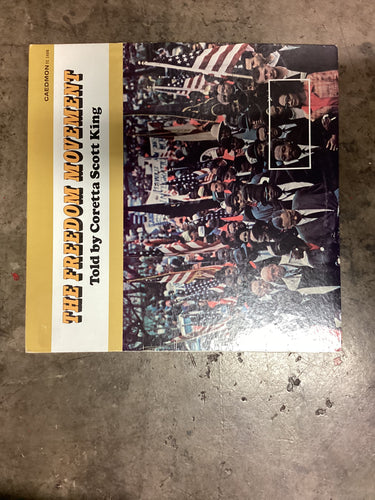 CAEDMON
THE FREEDOM MOVEMENT
Told by Coretta Scott King